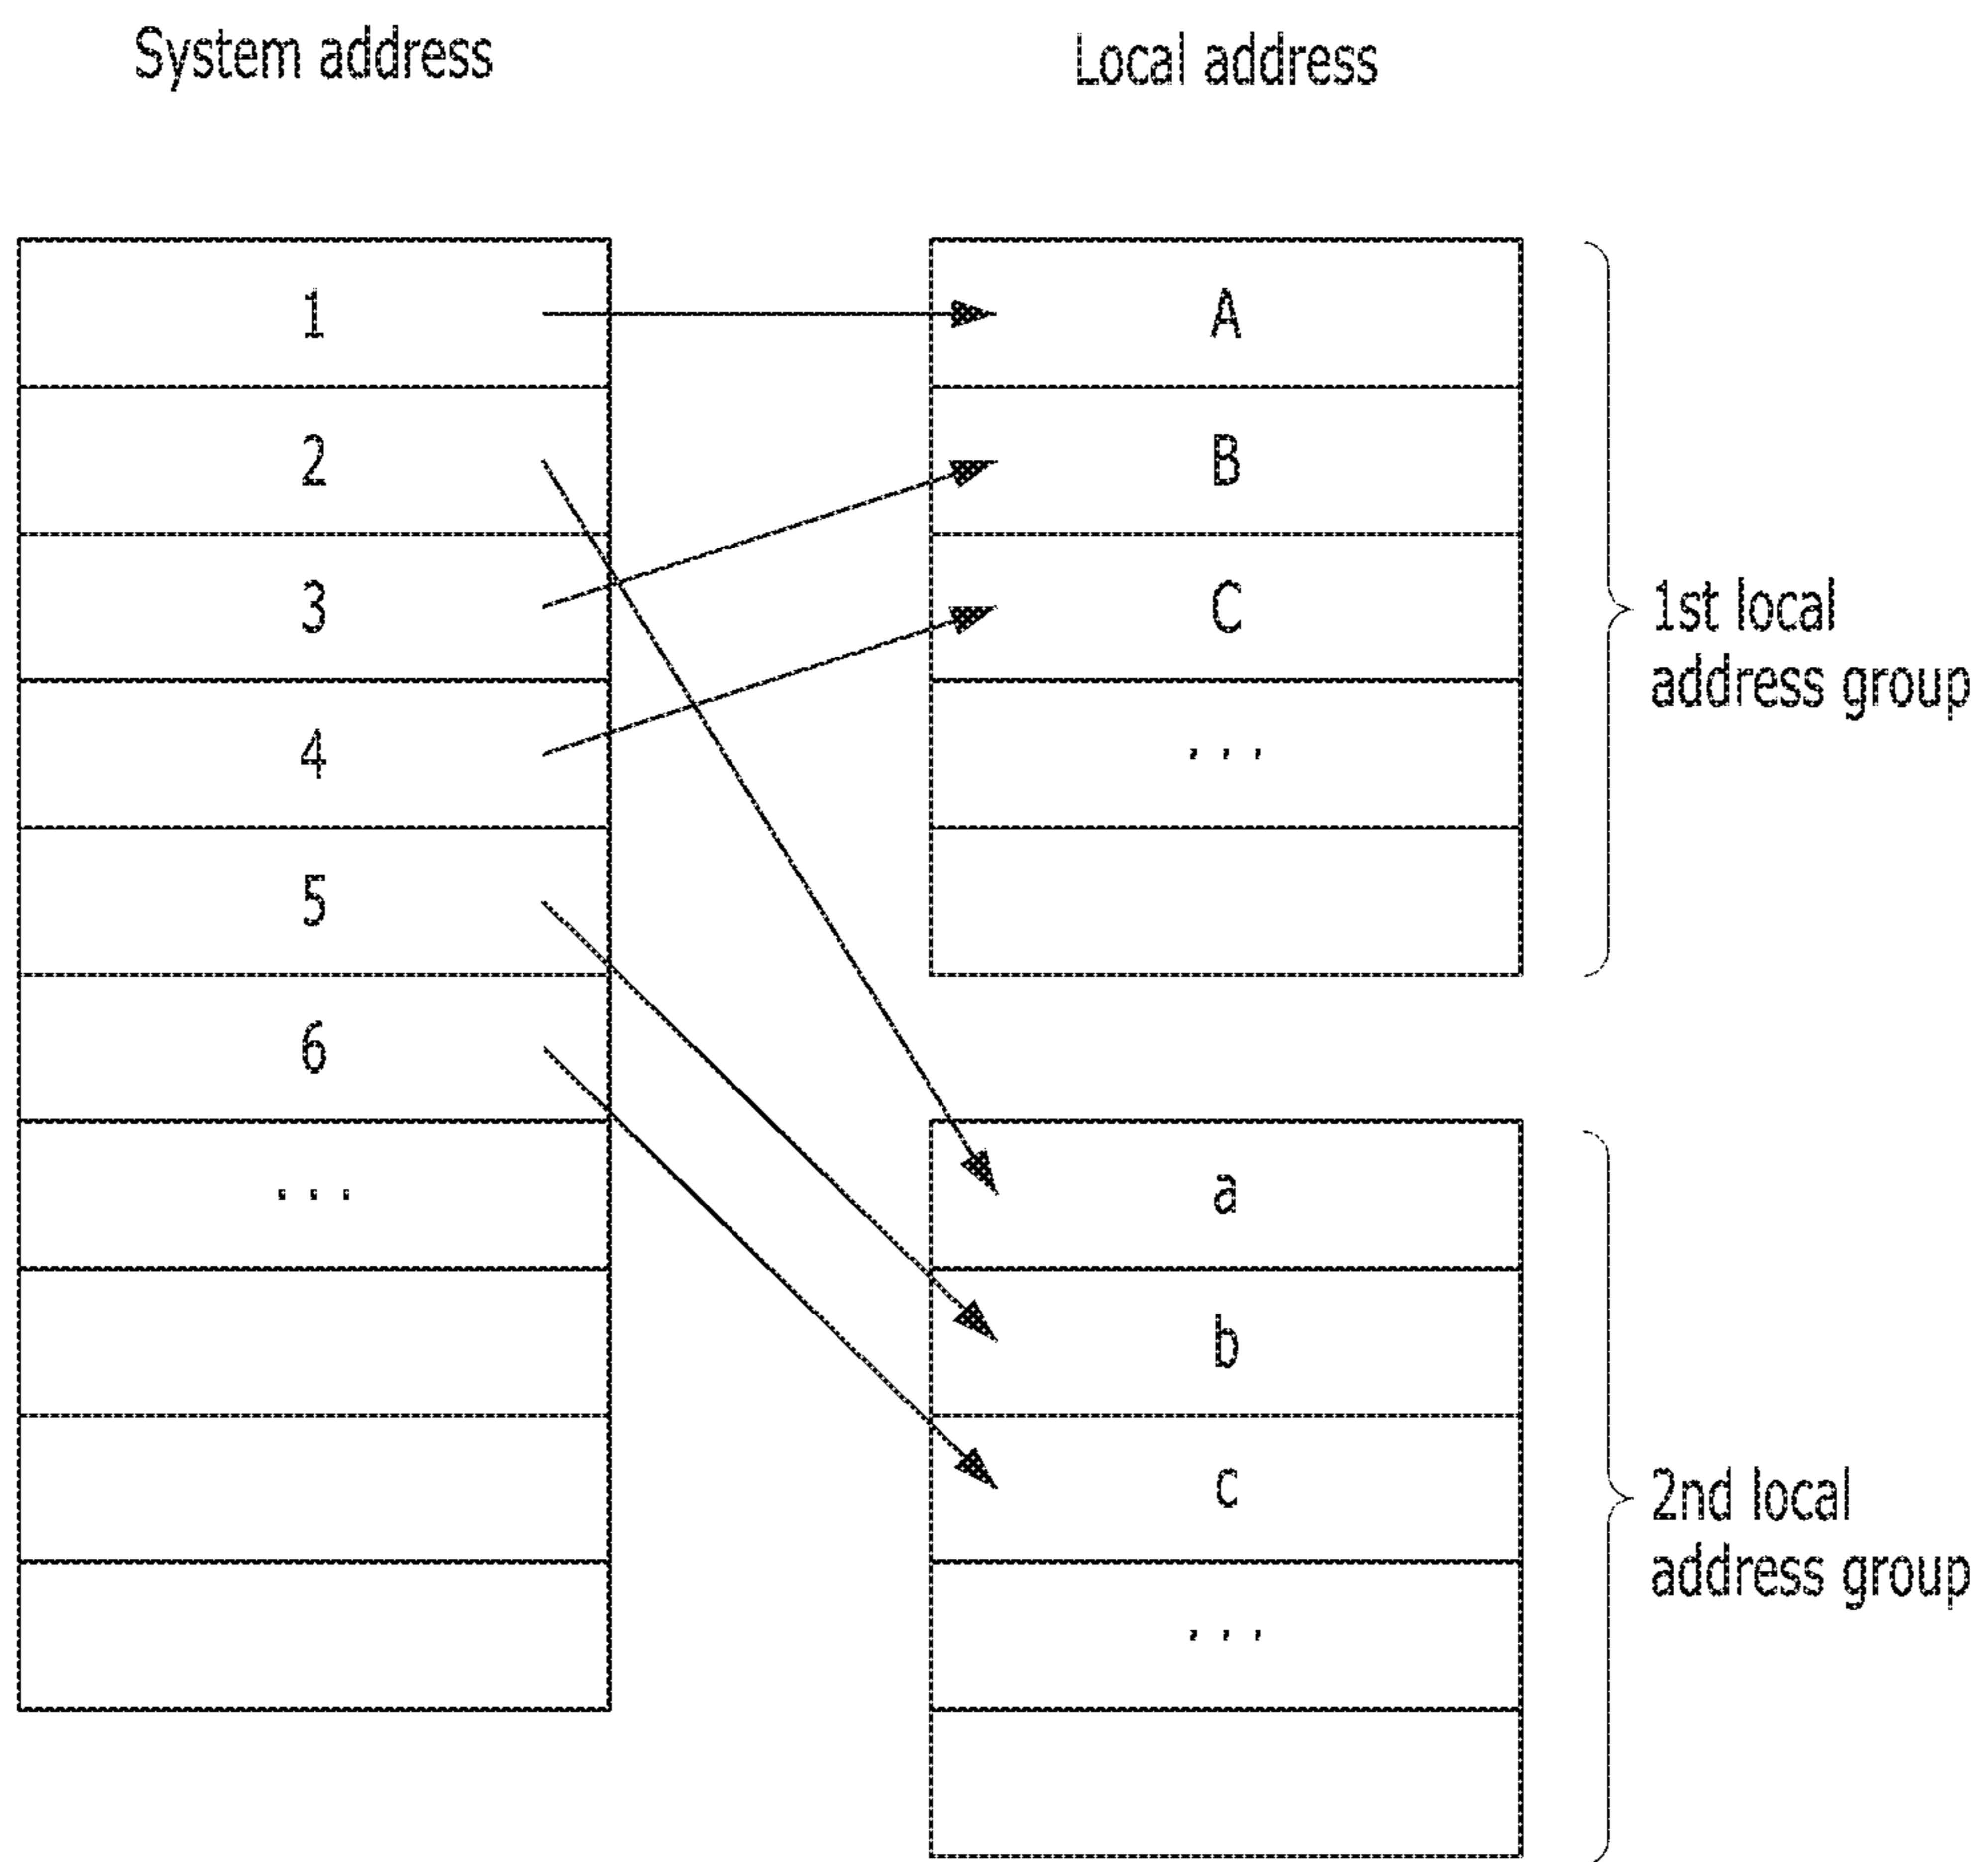 System address
Local address
1
2
3
4
5
6
...
A
B
C
...
1st local
address group
a
b
c
...
2nd local
address group